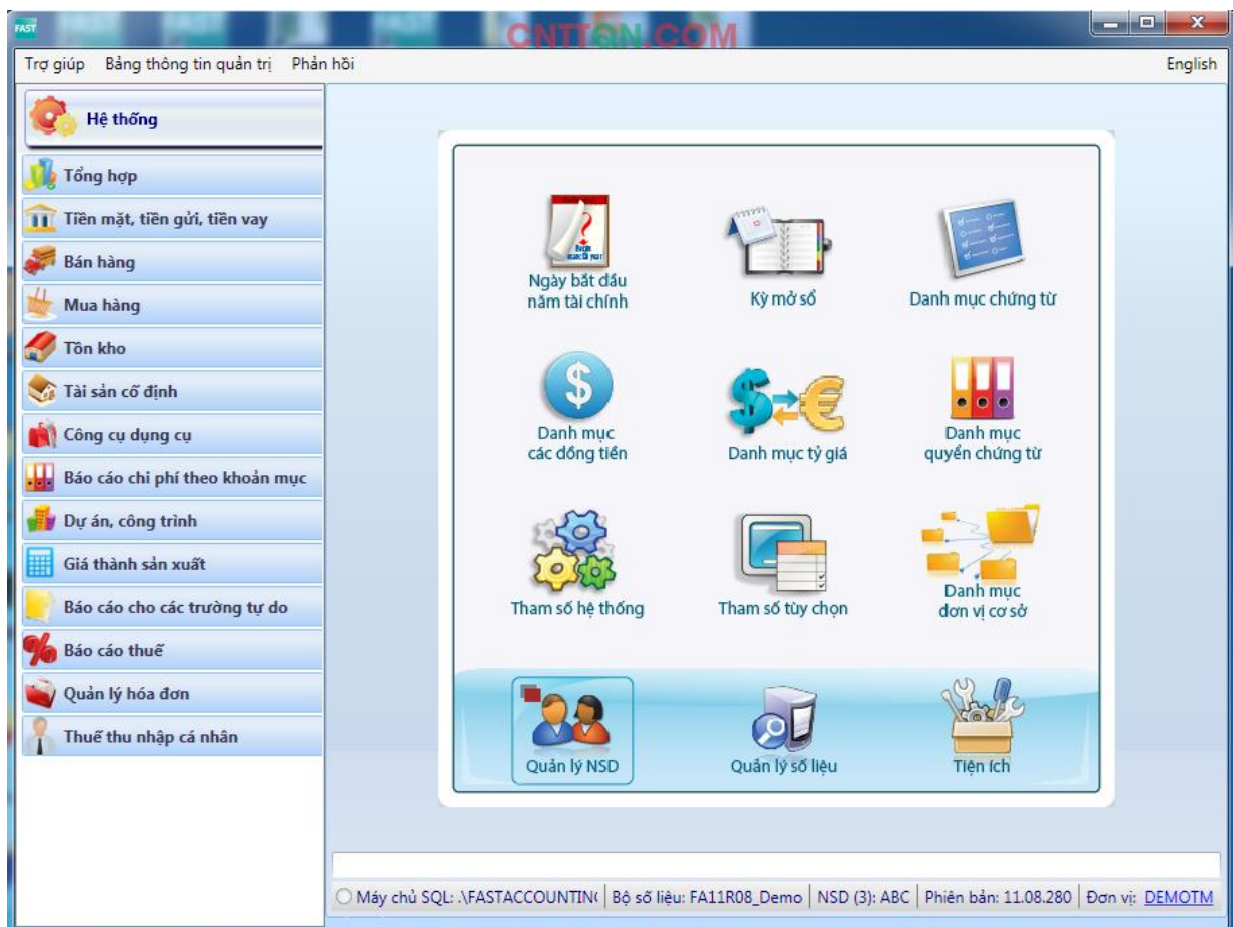 FAST
CNTTQN.COM
Trợ giúp Bảng thông tin quản trị Phản hồi English
Hệ thống
Tổng hợp
Tiền mặt, tiền gửi, tiền vay
Bán hàng
Mua hàng
Tồn kho
Tài sản cố định
Công cụ dụng cụ
Báo cáo chi phí theo khoản mục
Dự án, công trình
Giá thành sản xuất
Báo cáo cho các trường tự do
Báo cáo thuế
Quản lý hóa đơn
Thuế thu nhập cá nhân
Ngày bắt đầu
năm tài chính
Kỳ mở sổ
Danh mục chứng từ
Danh mục
các đồng tiền
Danh mục tỷ giá
Danh mục
quyển chứng từ
Tham số hệ thống
Tham số tùy chọn
Danh mục
đơn vị cơ sở
Quản lý NSD
Quản lý số liệu
Tiện ích
Máy chủ SQL: .\FASTACCOUNTING Bộ số liệu: FA11R08_Demo NSD (3): ABC Phiên bản: 11.08.280 Đơn vị: DEMOTM